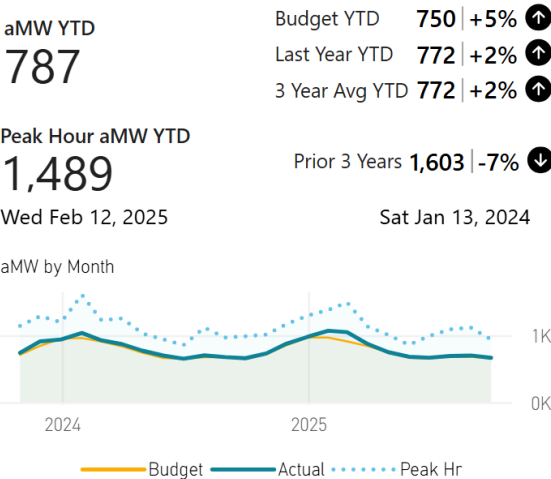 aMW YTD
787
Budget YTD 750 +5%
Last Year YTD 772 +2%
3 Year Avg YTD 772 +2%
Peak Hour aMW YTD
1,489
Prior 3 Years 1,603 -7%
Wed Feb 12, 2025
Sat Jan 13, 2024
aMW by Month
1K
0K
2024 2025
Budget Actual Peak Hr